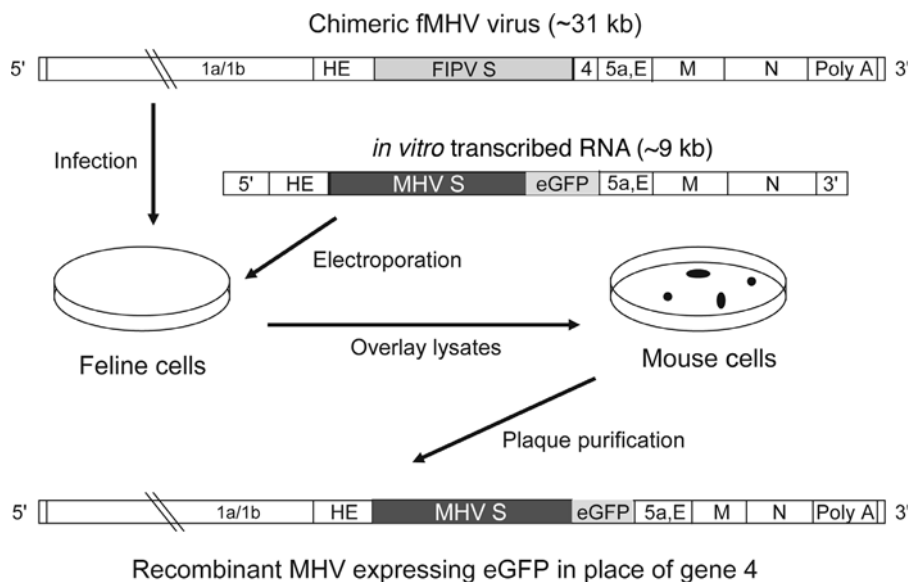 Chimeric fMHV virus (~31 kb)
5' 1a/1b HE FIPV S 4 5a,E M N Poly A 3'
Infection
in vitro transcribed RNA (~9 kb)
5' HE MHV S eGFP 5a,E M N 3'
Electroporation
Overlay lysates
Feline cells
Mouse cells
Plaque purification
5' 1a/1b HE MHV S eGFP 5a,E M N Poly A 3'
Recombinant MHV expressing eGFP in place of gene 4